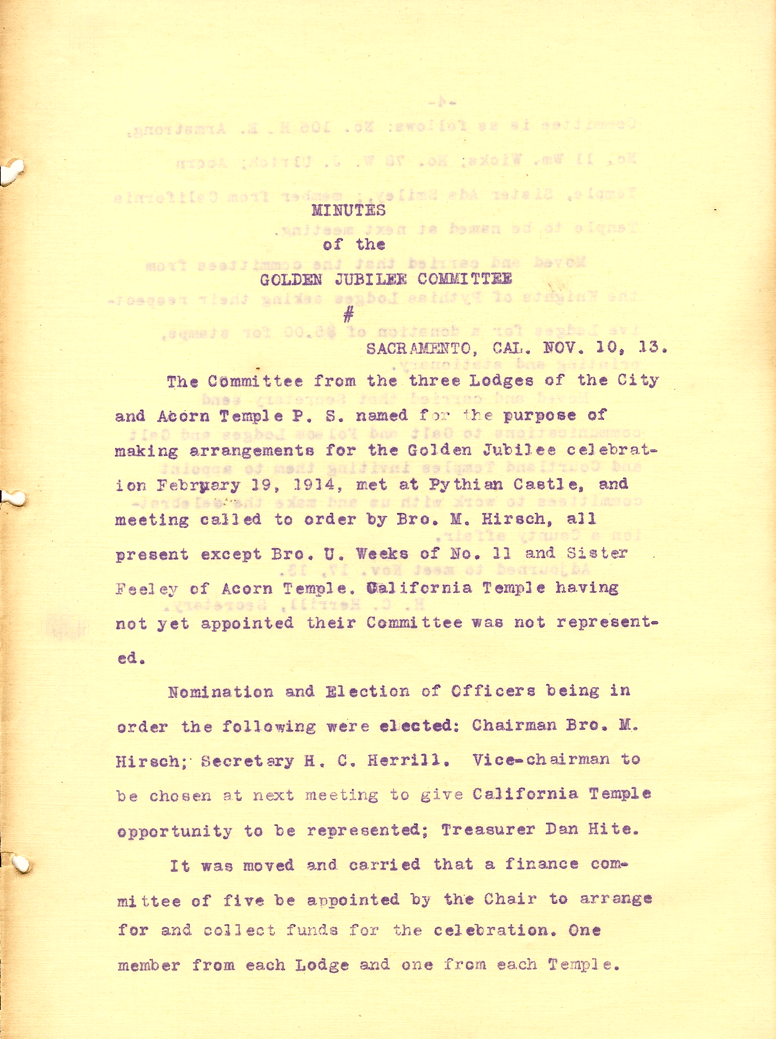 MINUTES
of the
GOLDEN JUBILEE COMMITTEE
#
SACRAMENTO, CAL. NOV. 10, 13.
The Committee from the three Lodges of the City
and Acorn Temple P. S. named for the purpose of
making arrangements for the Golden Jubilee celebrat-
ion February 19, 1914, met at Pythian Castle, and
meeting called to order by Bro. M. Hirsch, all
present except Bro. U. Weeks of No. 11 and Sister
Feeley of Acorn Temple. California Temple having
not yet appointed their Committee was not represent-
ed.
Nomination and Election of Officers being in
order the following were elected: Chairman Bro. M.
Hirsch; Secretary H. C. Herrill. Vice-chairman to
be chosen at next meeting to give California Temple
opportunity to be represented; Treasurer Dan Hite.
It was moved and carried that a finance com-
mittee of five be appointed by the Chair to arrange
for and collect funds for the celebration. One
member from each Lodge and one from each Temple.